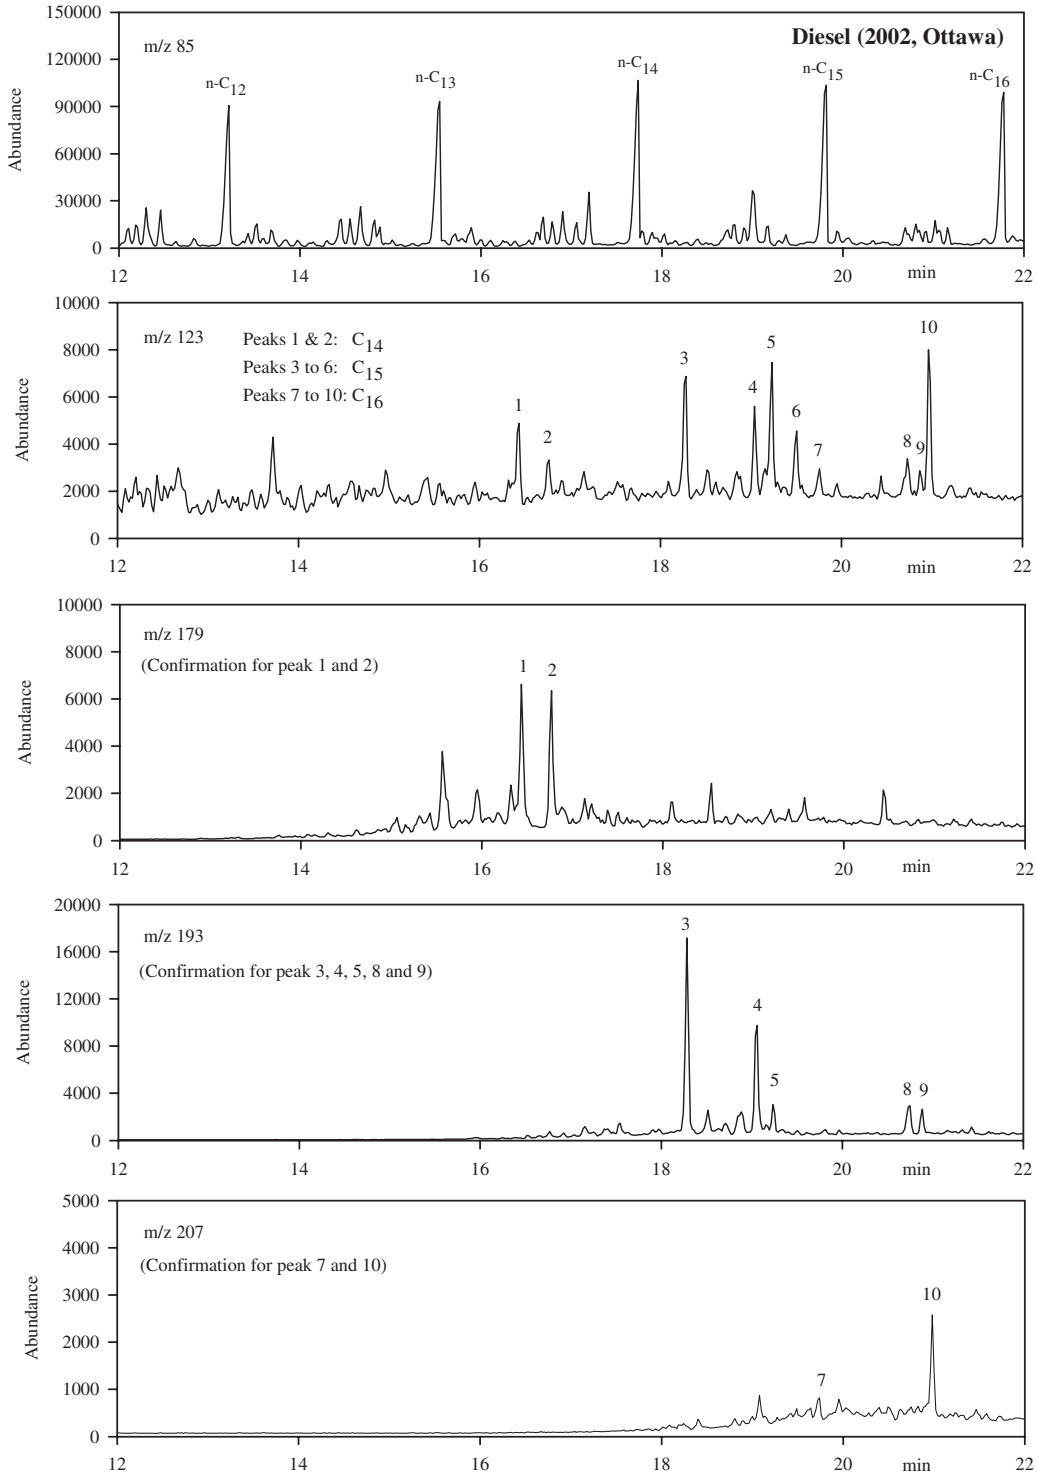 150000
Diesel (2002, Ottawa)
m/z 85
120000
n-C12
n-C13
n-C14
n-C15
n-C16
90000
60000
30000
0
Abundance
12 14 16 18 20 min 22
10000
m/z 123
Peaks 1 & 2: C14
Peaks 3 to 6: C15
Peaks 7 to 10: C16
8000
6000
4000
2000
0
Abundance
1 2 3 4 5 6 7 8 9 10
12 14 16 18 20 min 22
10000
m/z 179
(Confirmation for peak 1 and 2)
8000
6000
4000
2000
0
Abundance
1 2
12 14 16 18 20 min 22
20000
m/z 193
(Confirmation for peak 3, 4, 5, 8 and 9)
16000
12000
8000
4000
0
Abundance
3 4 5 8 9
12 14 16 18 20 min 22
5000
m/z 207
(Confirmation for peak 7 and 10)
4000
3000
2000
1000
0
Abundance
7 10
12 14 16 18 20 min 22